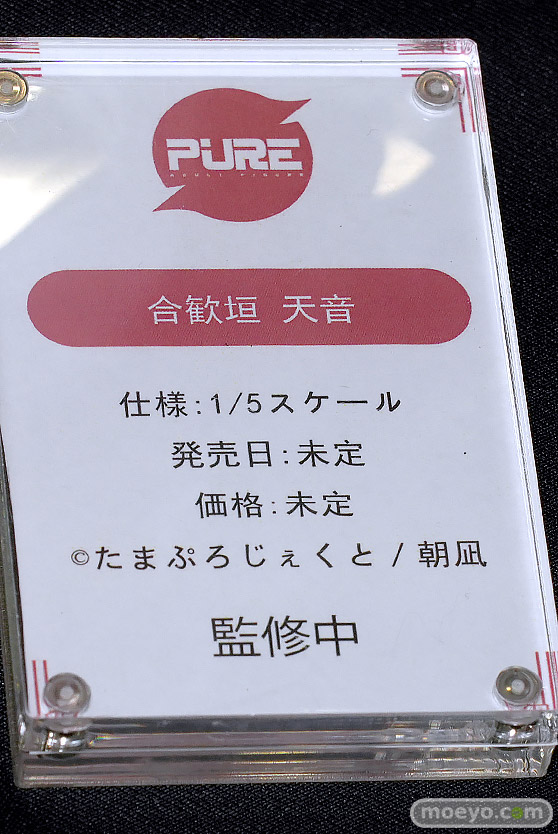 PURE
ADULT FIGURE
合歓垣 天音
仕様:1/5スケール
発売日:未定
価格:未定
©たまぷろじぇくと/朝凪
監修中
moeyo.com